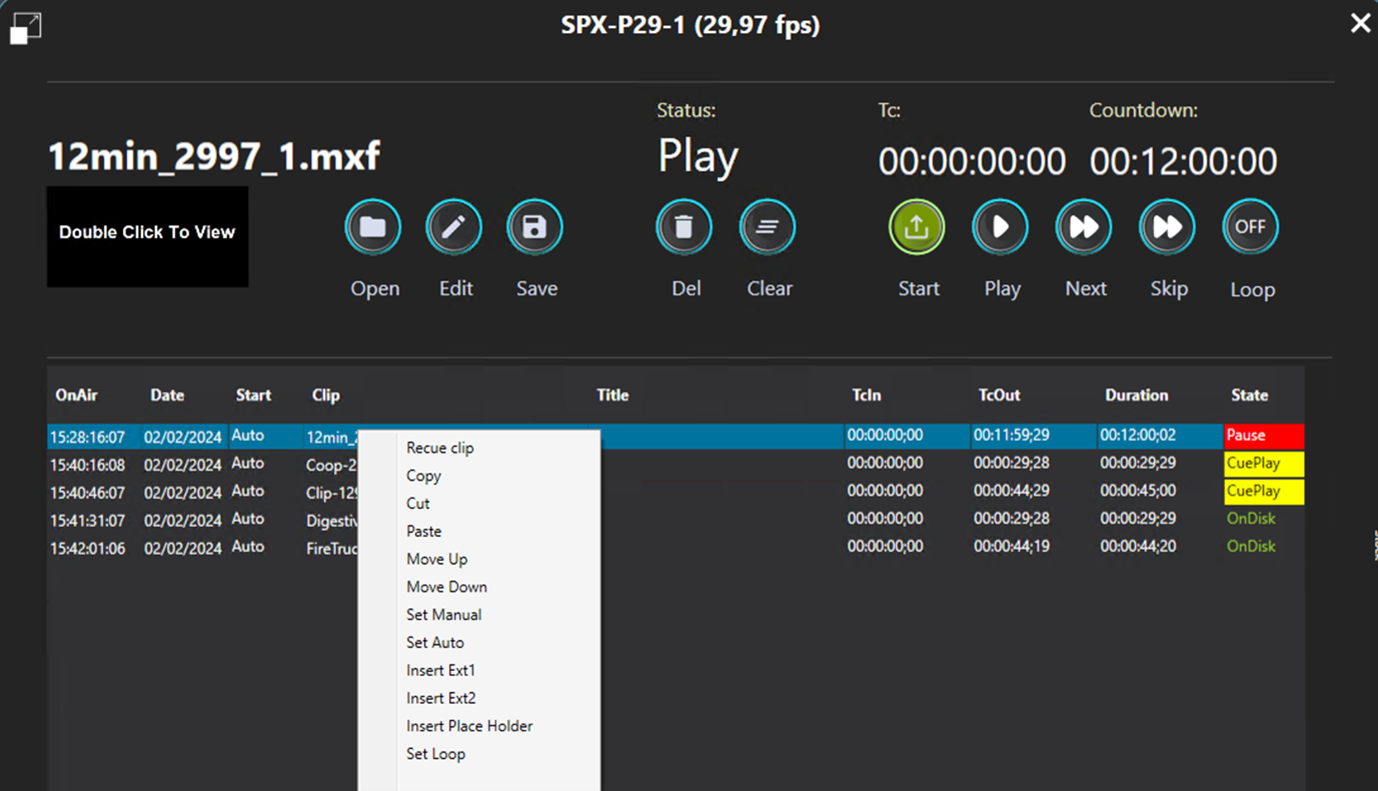 SPX-P29-1 (29,97 fps)
Status: Tc: Countdown:
12min_2997_1.mxf Play 00:00:00:00 00:12:00:00
Double Click To View
OFF
Open Edit Save Del Clear Start Play Next Skip Loop
OnAir Date Start Clip Title TcIn TcOut Duration State
15:28:16:07 02/02/2024 Auto 12min_ 00:00:00;00 00:11:59;29 00:12:00;02 Pause
15:40:16:08 02/02/2024 Auto Coop-2 00:00:00;00 00:00:29;28 00:00:29;29 CuePlay
15:40:46:07 02/02/2024 Auto Clip-129 00:00:00;00 00:00:44;29 00:00:45;00 CuePlay
15:41:31:07 02/02/2024 Auto Digestiv 00:00:00;00 00:00:29;28 00:00:29;29 OnDisk
15:42:01:06 02/02/2024 Auto FireTruc 00:00:00;00 00:00:44;19 00:00:44;20 OnDisk
Recue clip
Copy
Cut
Paste
Move Up
Move Down
Set Manual
Set Auto
Insert Ext1
Insert Ext2
Insert Place Holder
Set Loop